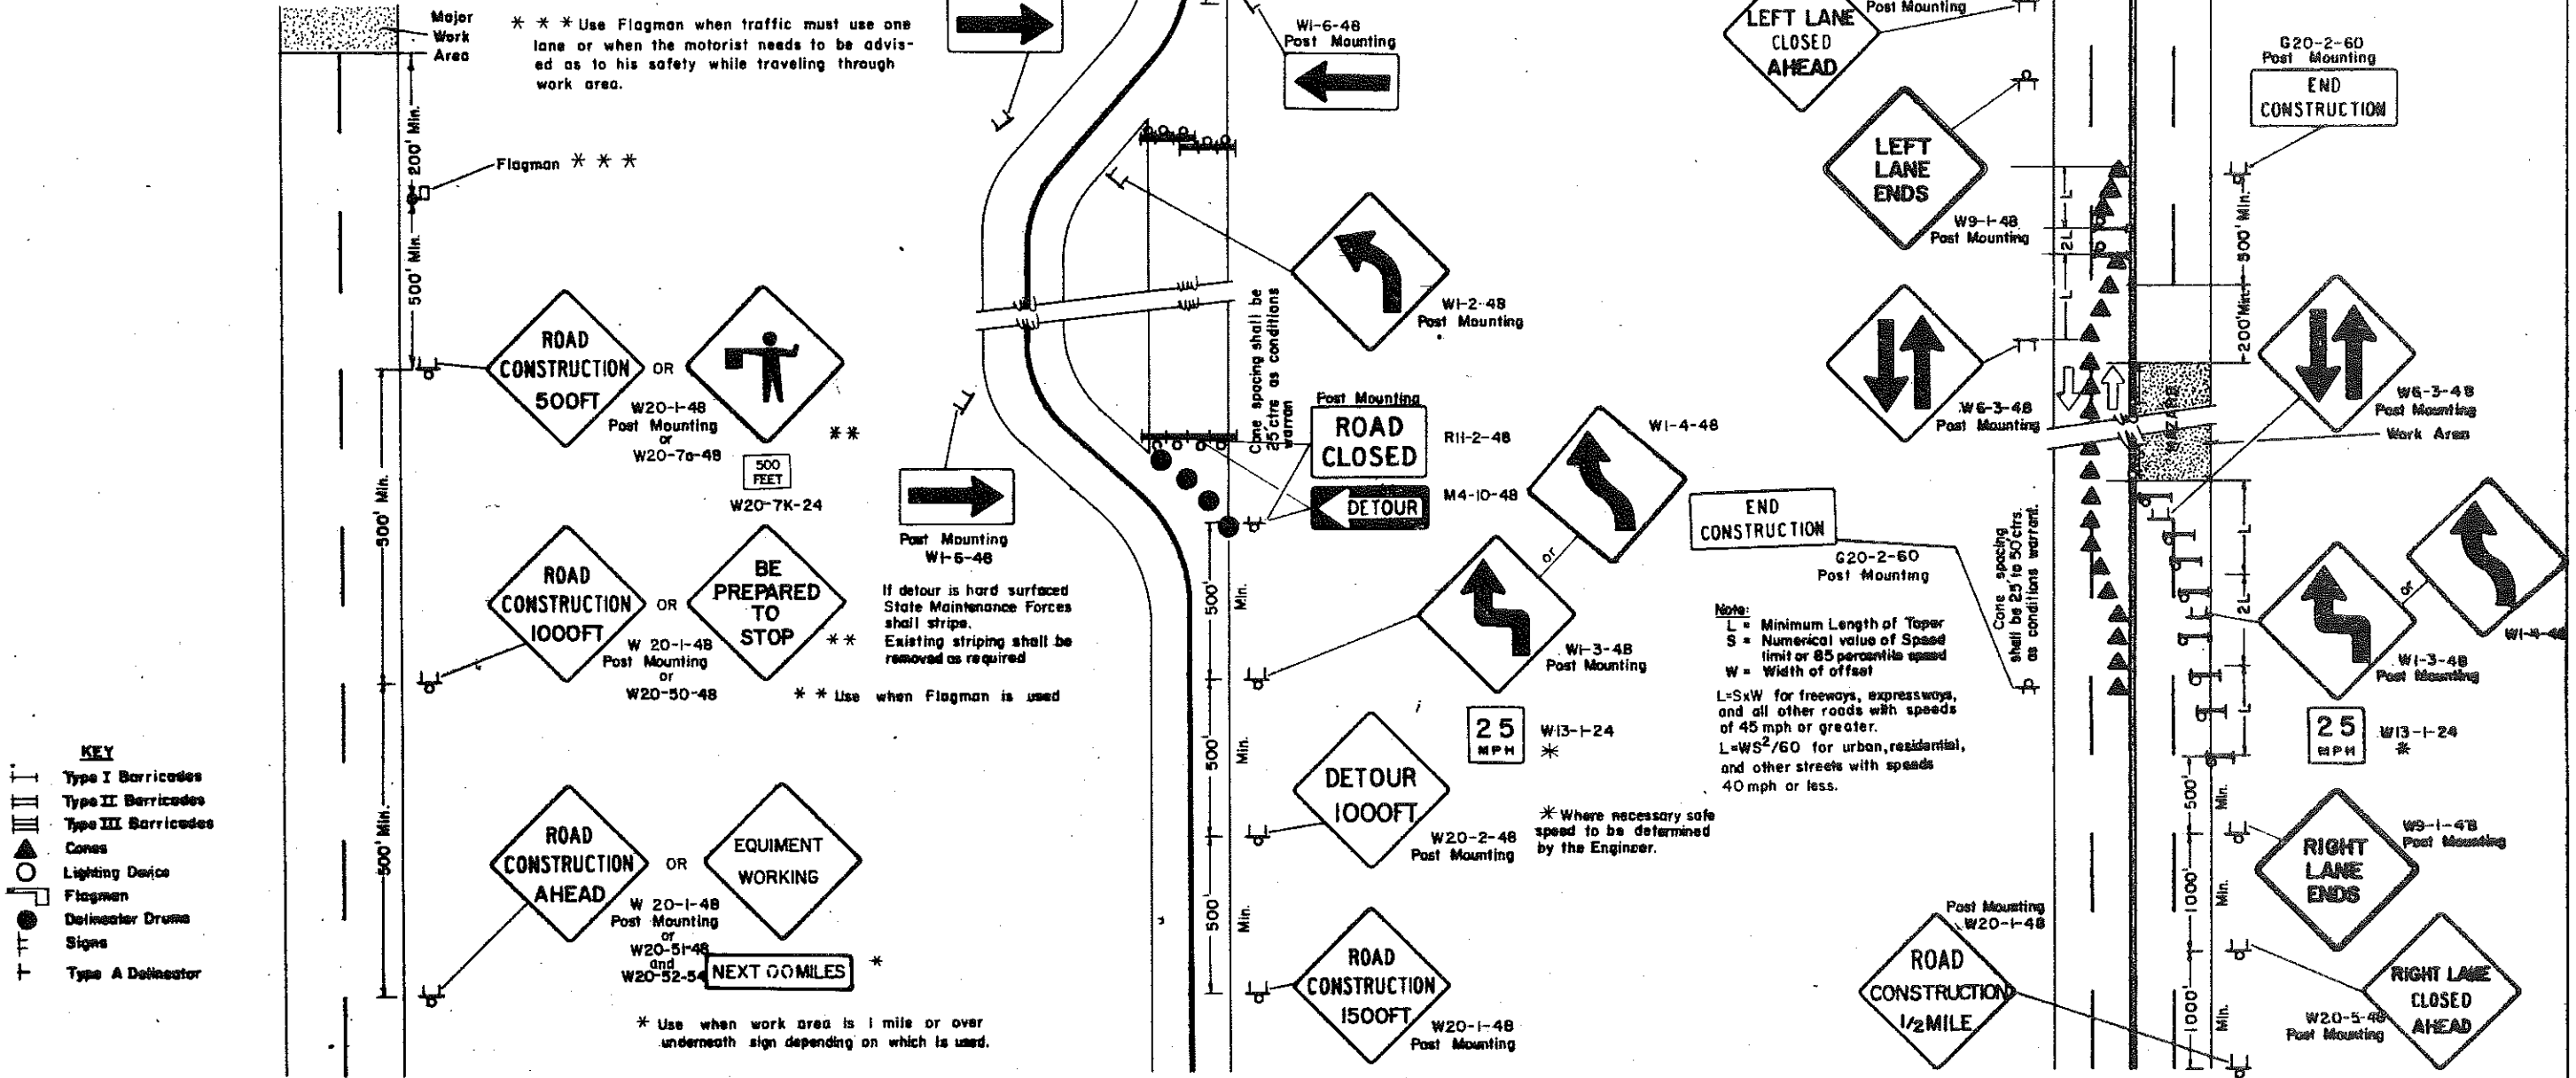 Major
Work
Area
* * * Use Flagman when traffic must use one
lane or when the motorist needs to be advis-
ed as to his safety while traveling through
work area.
200' Min.
Flagman * * *
500' Min.
ROAD
CONSTRUCTION
500FT
OR
W20-1-48
Post Mounting
or
W20-7a-48
**
500
FEET
W20-7K-24
500' Min.
ROAD
CONSTRUCTION
1000FT
OR
BE
PREPARED
TO
STOP
W 20-1-48
Post Mounting
or
W20-50-48
**
* * Use when Flagman is used
500' Min.
ROAD
CONSTRUCTION
AHEAD
OR
EQUIMENT
WORKING
W 20-1-48
Post Mounting
or
W20-51-48
and
W20-52-54
NEXT 00 MILES
*
* Use when work area is 1 mile or over
underneath sign depending on which is used.
KEY
Type I Barricades
Type II Barricades
Type III Barricades
Cones
Lighting Device
Flagman
Delineator Drums
Signs
Type A Delineator
W1-6-48
Post Mounting
W1-2-48
Post Mounting
Cone spacing shall be
25' ctrs as conditions
warran
Post Mounting
ROAD
CLOSED
R11-2-48
DETOUR
M4-10-48
Post Mounting
W1-6-48
If detour is hard surfaced
State Maintenance Forces
shall stripe.
Existing striping shall be
removed as required
W1-4-48
or
W1-3-48
Post Mounting
500' Min.
25
MPH
W13-1-24
*
500' Min.
DETOUR
1000FT
W20-2-48
Post Mounting
* Where necessary safe
speed to be determined
by the Engineer.
500' Min.
ROAD
CONSTRUCTION
1500FT
W20-1-48
Post Mounting
Post Mounting
LEFT LANE
CLOSED
AHEAD
G20-2-60
Post Mounting
END
CONSTRUCTION
LEFT
LANE
ENDS
W9-1-48
Post Mounting
L
2L
L
500' Min.
200' Min.
W6-3-48
Post Mounting
W6-3-48
Post Mounting
HAZARD
Work Area
END
CONSTRUCTION
G20-2-60
Post Mounting
Cone spacing
shall be 25' to 50' ctrs.
as conditions warrant.
Note:
L = Minimum Length of Taper
S = Numerical value of Speed
limit or 85 percentile speed
W = Width of offset
L=SxW for freeways, expressways,
and all other roads with speeds
of 45 mph or greater.
L=WS²/60 for urban, residential,
and other streets with speeds
40 mph or less.
L
2L
L
or
W1-4-48
W1-3-48
Post Mounting
25
MPH
W13-1-24
*
500' Min.
RIGHT
LANE
ENDS
W9-1-48
Post Mounting
1000' Min.
RIGHT LANE
CLOSED
AHEAD
W20-5-48
Post Mounting
1000' Min.
Post Mounting
W20-1-48
ROAD
CONSTRUCTION
1/2 MILE